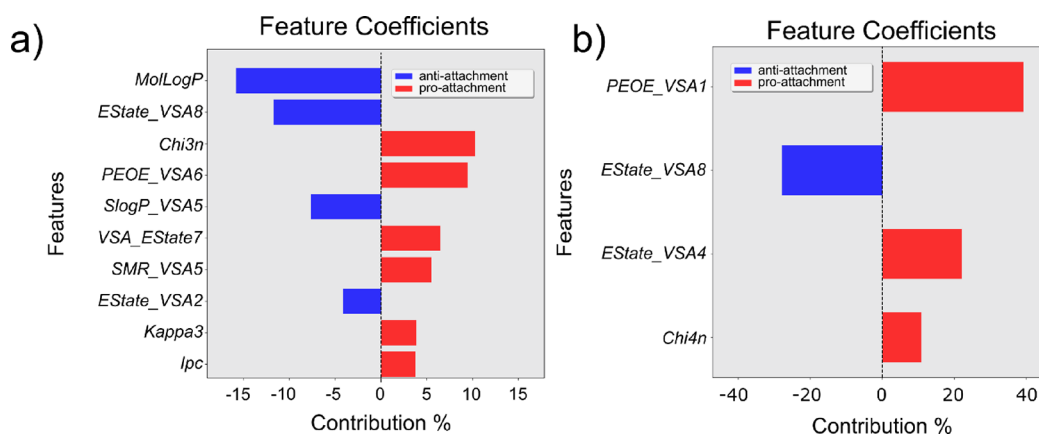 a)
Feature Coefficients
Features
MolLogP
EState_VSA8
Chi3n
PEOE_VSA6
SlogP_VSA5
VSA_EState7
SMR_VSA5
EState_VSA2
Kappa3
Ipc
anti-attachment
pro-attachment
-15 -10 -5 0 5 10 15
Contribution %
b)
Feature Coefficients
Features
PEOE_VSA1
EState_VSA8
EState_VSA4
Chi4n
anti-attachment
pro-attachment
-40 -20 0 20 40
Contribution %